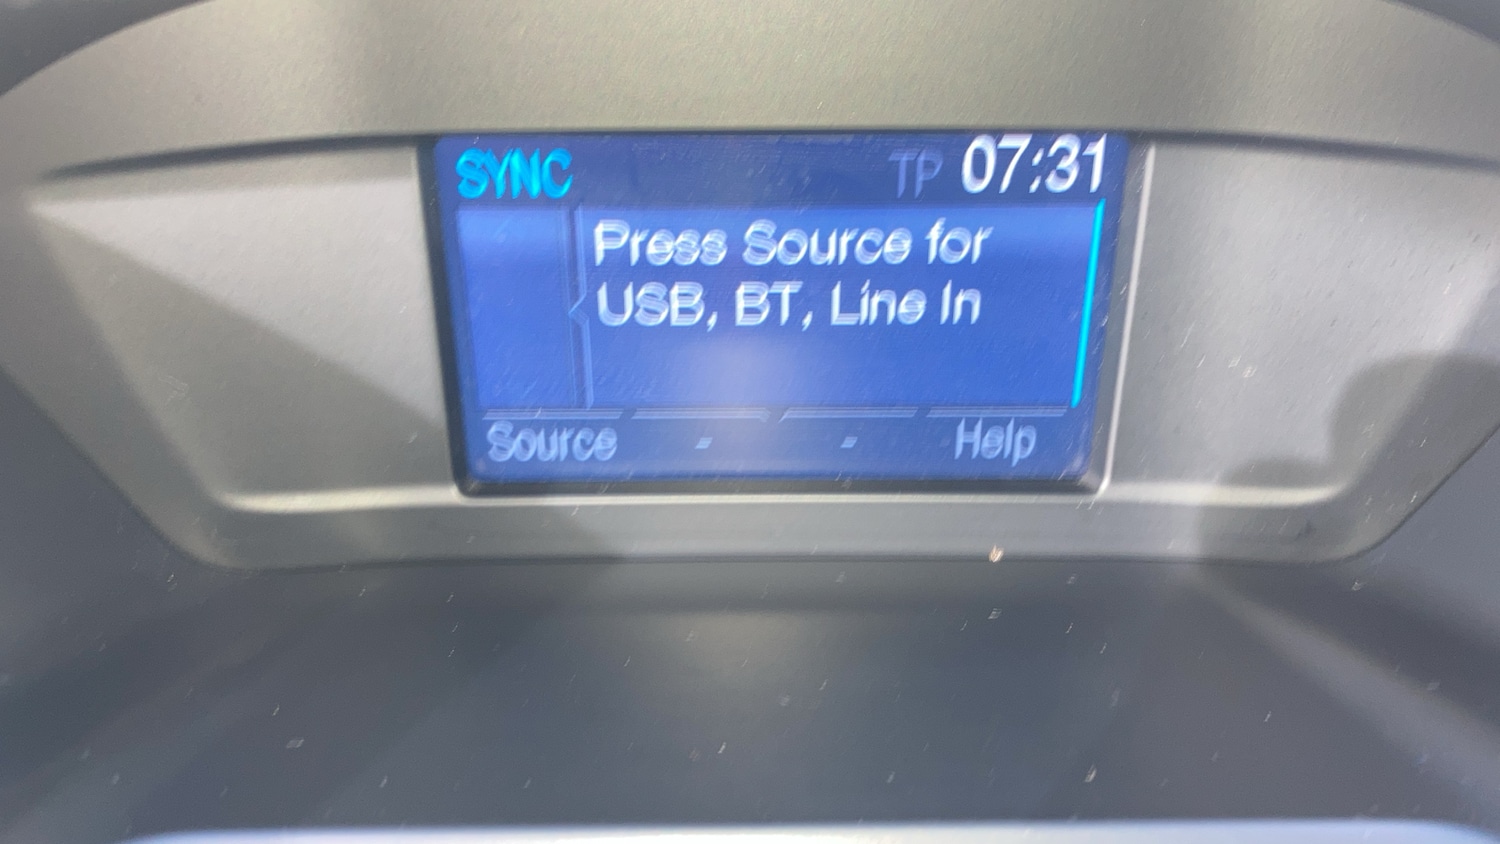 SYNC TP 07:31
Press Source for
USB, BT, Line In
Source - - Help